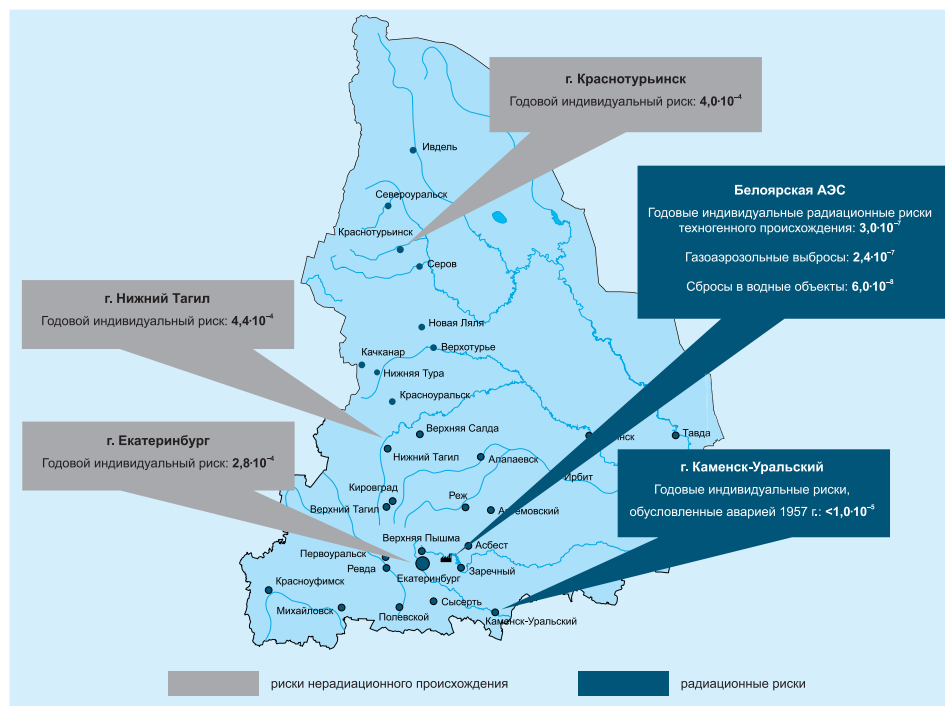 г. Краснотурьинск
Годовой индивидуальный риск: 4,0·10⁻⁴
Ивдель
Белоярская АЭС
Годовые индивидуальные радиационные риски
техногенного происхождения: 3,0·10⁻⁷
Газоаэрозольные выбросы: 2,4·10⁻⁷
Сбросы в водные объекты: 6,0·10⁻⁸
Североуральск
Краснотурьинск
Серов
г. Нижний Тагил
Годовой индивидуальный риск: 4,4·10⁻⁴
Новая Ляля
Верхотурье
Качканар
Нижняя Тура
Красноуральск
Верхняя Салда
Тавда
г. Екатеринбург
Годовой индивидуальный риск: 2,8·10⁻⁴
Нижний Тагил
Алапаевск
г. Каменск-Уральский
Годовые индивидуальные риски,
обусловленные аварией 1957 г.: <1,0·10⁻⁵
Ирбит
Кировград
Реж
Верхний Тагил
Верхняя Пышма
Асбест
Первоуральск
Ревда
Заречный
Екатеринбург
Красноуфимск
Сысерть
Михайловск
Полевской
Каменск-Уральский
риски нерадиационного происхождения
радиационные риски